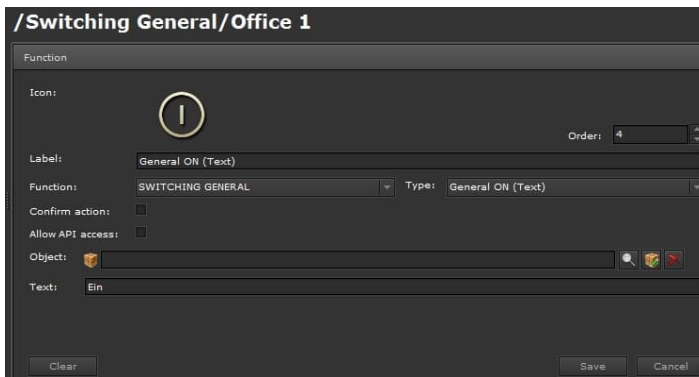 /Switching General/Office 1
Function
Icon:
Order: 4
Label: General ON (Text)
Function: SWITCHING GENERAL Type: General ON (Text)
Confirm action:
Allow API access:
Object:
Text: Ein
Clear Save Cancel